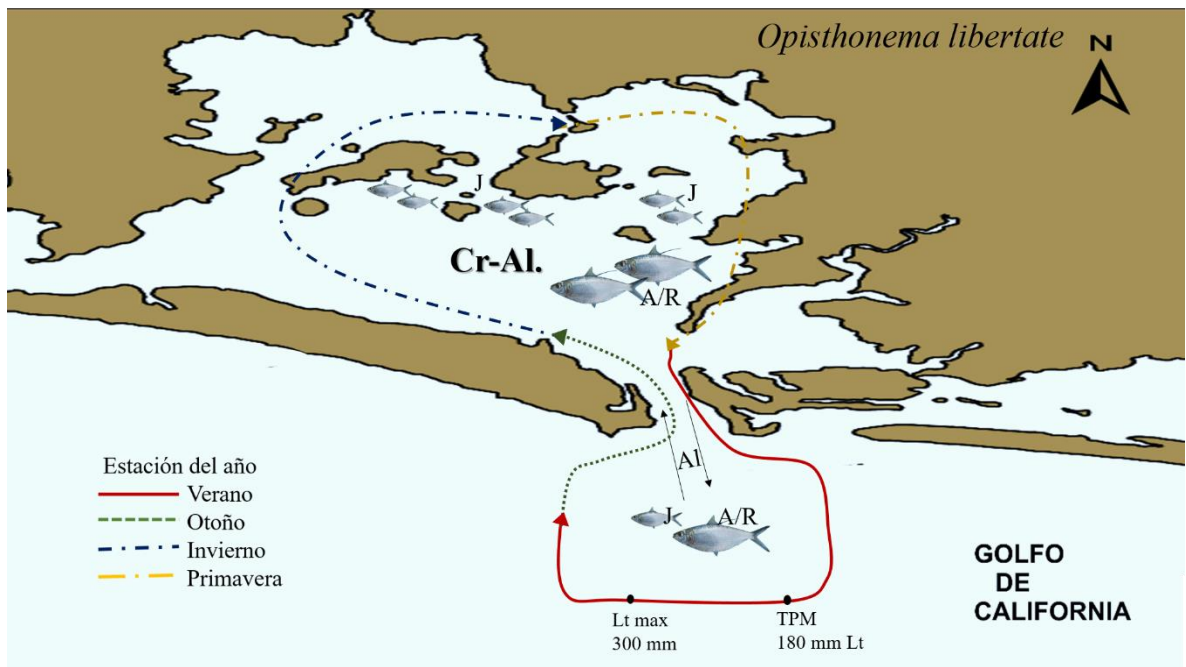 Opisthonema libertate
N
J
J
Cr-Al.
A/R
Al
J
A/R
Estación del año
Verano
Otoño
Invierno
Primavera
GOLFO
DE
CALIFORNIA
Lt max
300 mm
TPM
180 mm Lt